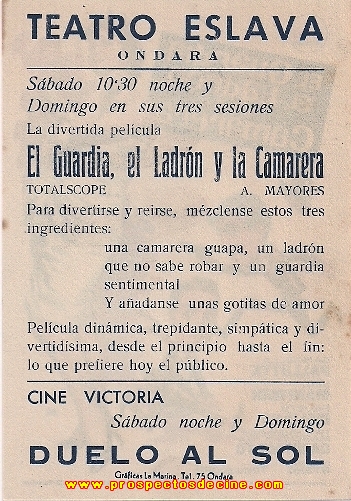 TEATRO ESLAVA
ONDARA
Sábado 10'30 noche y
Domingo en sus tres sesiones
La divertida película
El Guardia, el Ladrón y la Camarera
TOTALSCOPE A. MAYORES
Para divertirse y reirse, mézclense estos tres
ingredientes:
una camarera guapa, un ladrón
que no sabe robar y un guardia
sentimental
Y añadanse unas gotitas de amor
Película dinámica, trepidante, simpática y di-
vertidísima, desde el principio hasta el fin:
lo que prefiere hoy el público.
CINE VICTORIA
Sábado noche y Domingo
DUELO AL SOL
Gráficas La Marina, Tel. 75 Ondara
www.prospectosdecine.com